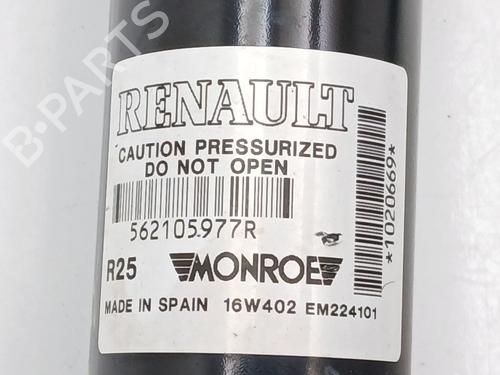 B-PARTS
RENAULT
CAUTION PRESSURIZED
DO NOT OPEN
562105977R
*1020669*
R25 MONROE
MADE IN SPAIN 16W402 EM224101